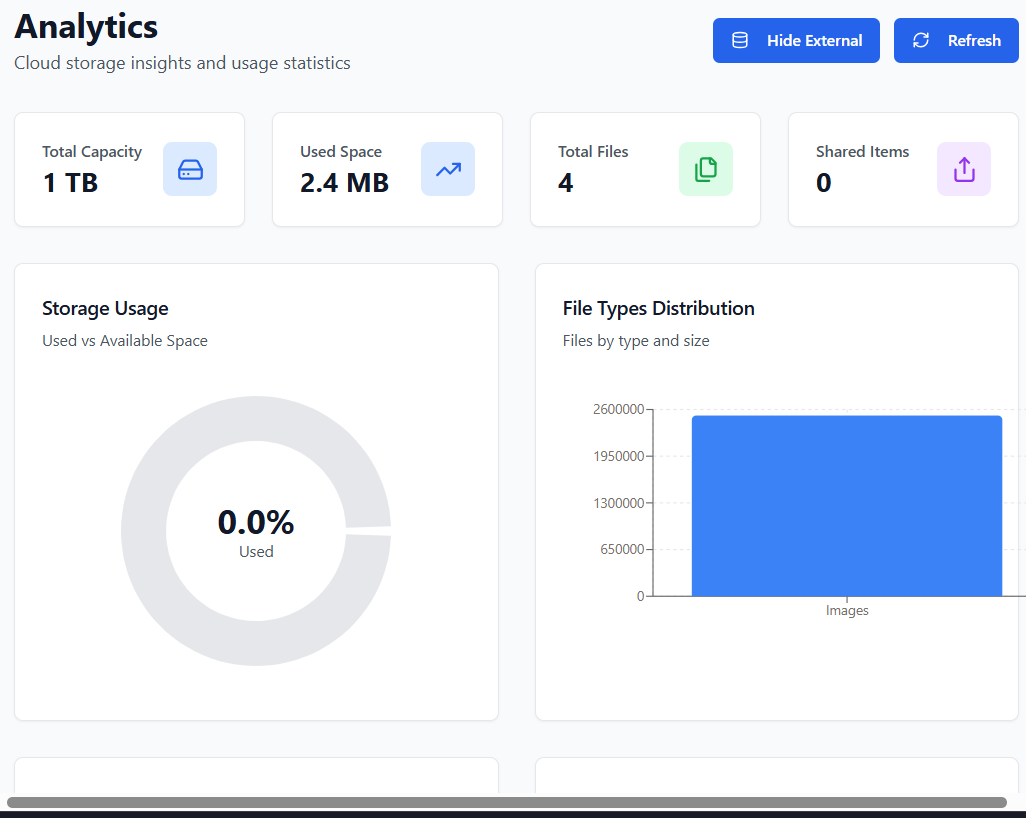 Analytics
Cloud storage insights and usage statistics
Hide External
Refresh
Total Capacity
1 TB
Used Space
2.4 MB
Total Files
4
Shared Items
0
Storage Usage
Used vs Available Space
0.0%
Used
File Types Distribution
Files by type and size
2600000
1950000
1300000
650000
0
Images